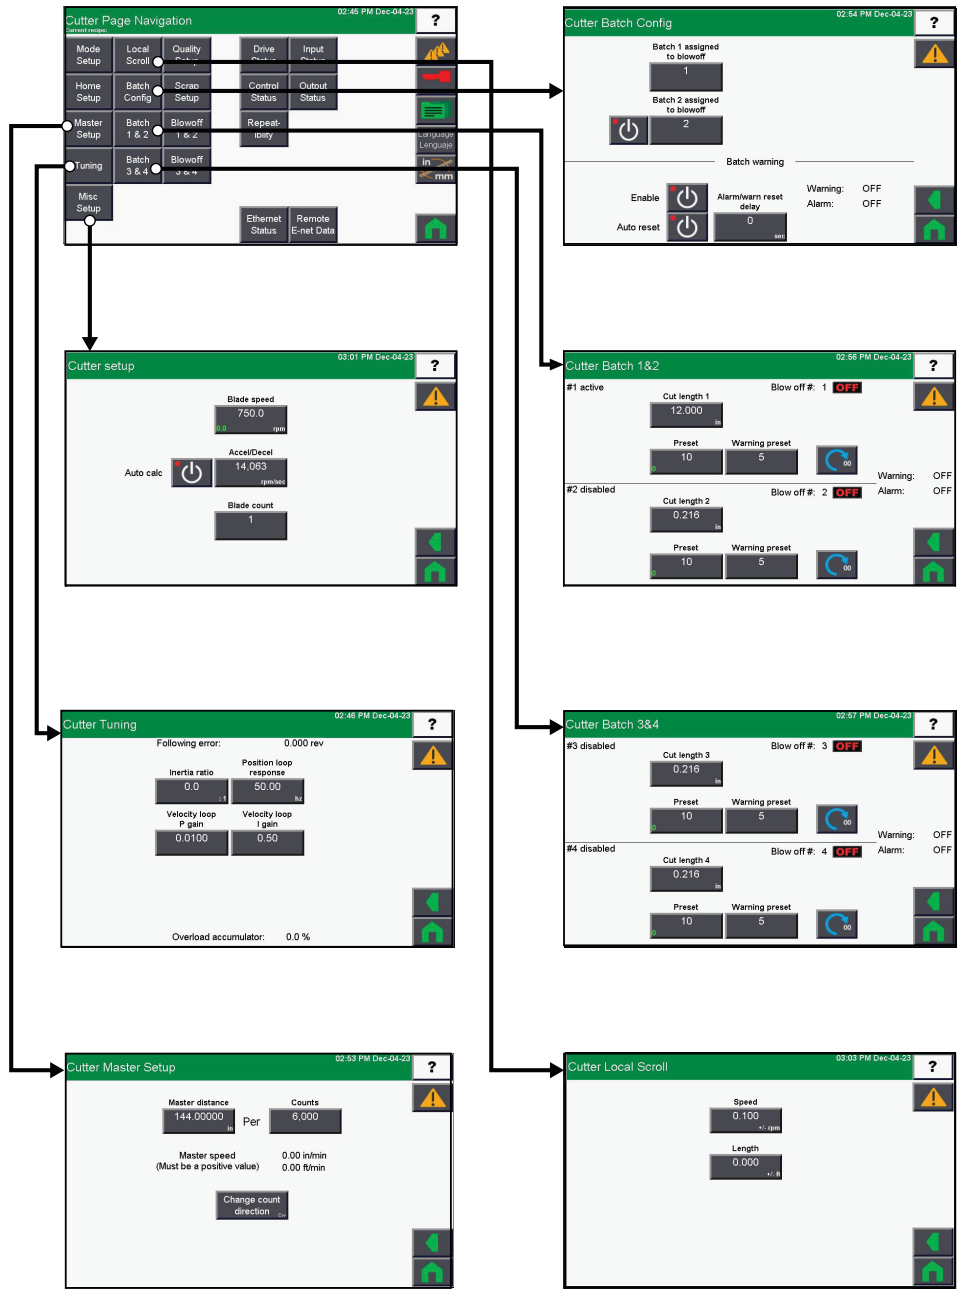 02:45 PM Dec-04-23
Cutter Page Navigation
?
Current recipe:
Mode Setup
Local Scroll
Quality Setup
Drive Status
Input Status
Home Setup
Batch Config
Scrap Setup
Control Status
Output Status
Master Setup
Batch 1 & 2
Blowoff 1 & 2
Repeat-ibility
Language
Lenguaje
Tuning
Batch 3 & 4
Blowoff 3 & 4
in
mm
Misc Setup
Ethernet Status
Remote E-net Data
02:54 PM Dec-04-23
Cutter Batch Config
?
Batch 1 assigned
to blowoff
1
Batch 2 assigned
to blowoff
2
Batch warning
Enable
Alarm/warn reset
delay
0
sec
Auto reset
Warning: OFF
Alarm: OFF
03:01 PM Dec-04-23
Cutter setup
?
Blade speed
750.0
0.0 rpm
Accel/Decel
Auto calc
14,063
rpm/sec
Blade count
1
02:56 PM Dec-04-23
Cutter Batch 1&2
?
#1 active
Blow off #: 1 OFF
Cut length 1
12.000
in
Preset
Warning preset
10
5
0
00
Warning: OFF
#2 disabled
Blow off #: 2 OFF
Alarm: OFF
Cut length 2
0.216
in
Preset
Warning preset
10
5
0
00
02:46 PM Dec-04-23
Cutter Tuning
?
Following error: 0.000 rev
Inertia ratio
0.0
: 1
Position loop
response
50.00
hz
Velocity loop
P gain
0.0100
Velocity loop
I gain
0.50
Overload accumulator: 0.0 %
02:57 PM Dec-04-23
Cutter Batch 3&4
?
#3 disabled
Blow off #: 3 OFF
Cut length 3
0.216
in
Preset
Warning preset
10
5
0
00
Warning: OFF
#4 disabled
Blow off #: 4 OFF
Alarm: OFF
Cut length 4
0.216
in
Preset
Warning preset
10
5
0
00
02:53 PM Dec-04-23
Cutter Master Setup
?
Master distance
144.00000
in
Per
Counts
6,000
Master speed 0.00 in/min
(Must be a positive value) 0.00 ft/min
Change count
direction
Cw
03:03 PM Dec-04-23
Cutter Local Scroll
?
Speed
0.100
+/- rpm
Length
0.000
+/- ft